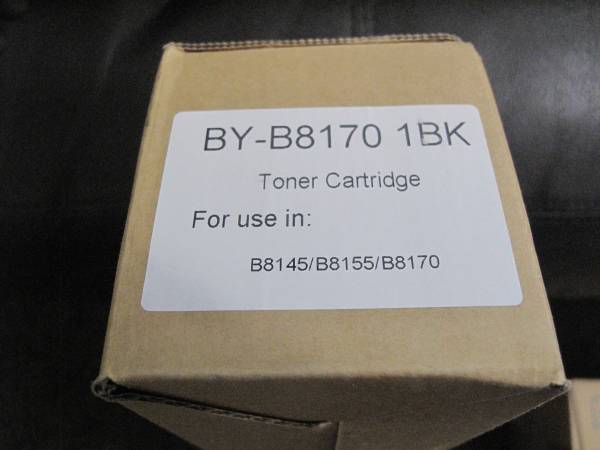 BY-B8170 1BK
Toner Cartridge
For use in:
B8145/B8155/B8170